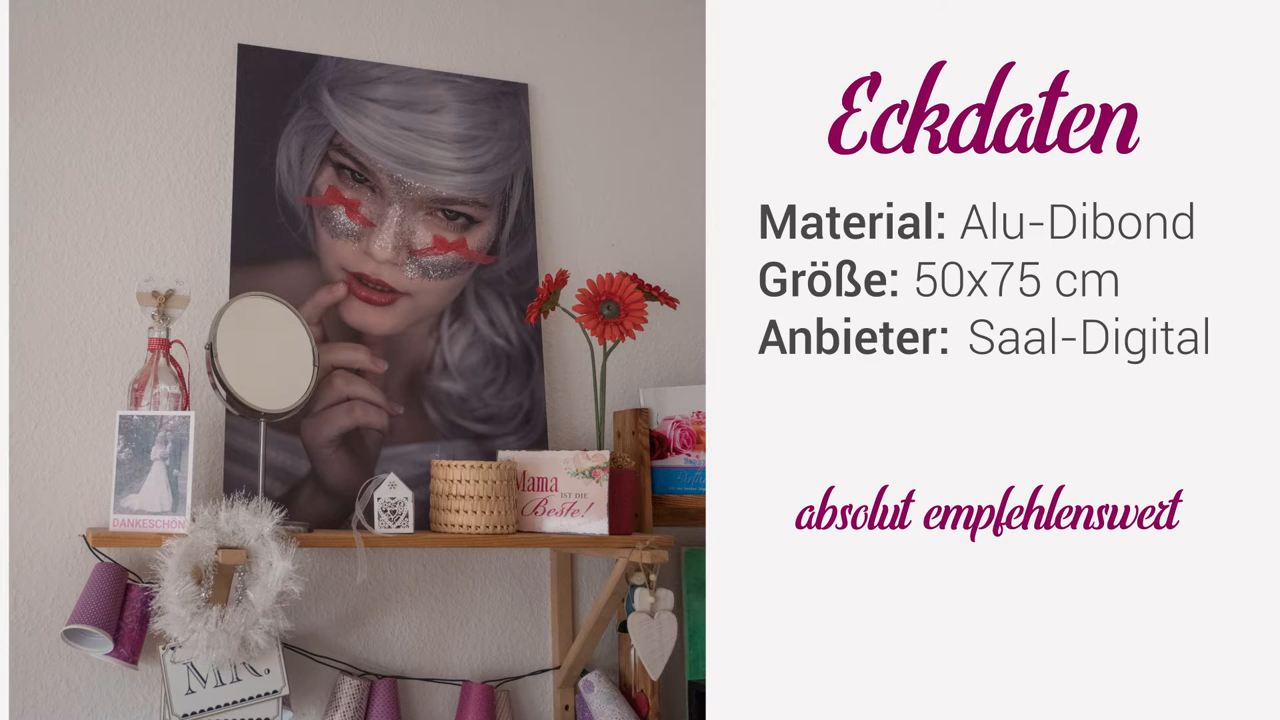 Eckdaten
Material: Alu-Dibond
Größe: 50x75 cm
Anbieter: Saal-Digital
absolut empfehlenswert
Mama
IST DIE
Beste!
DANKESCHÖN
MR.